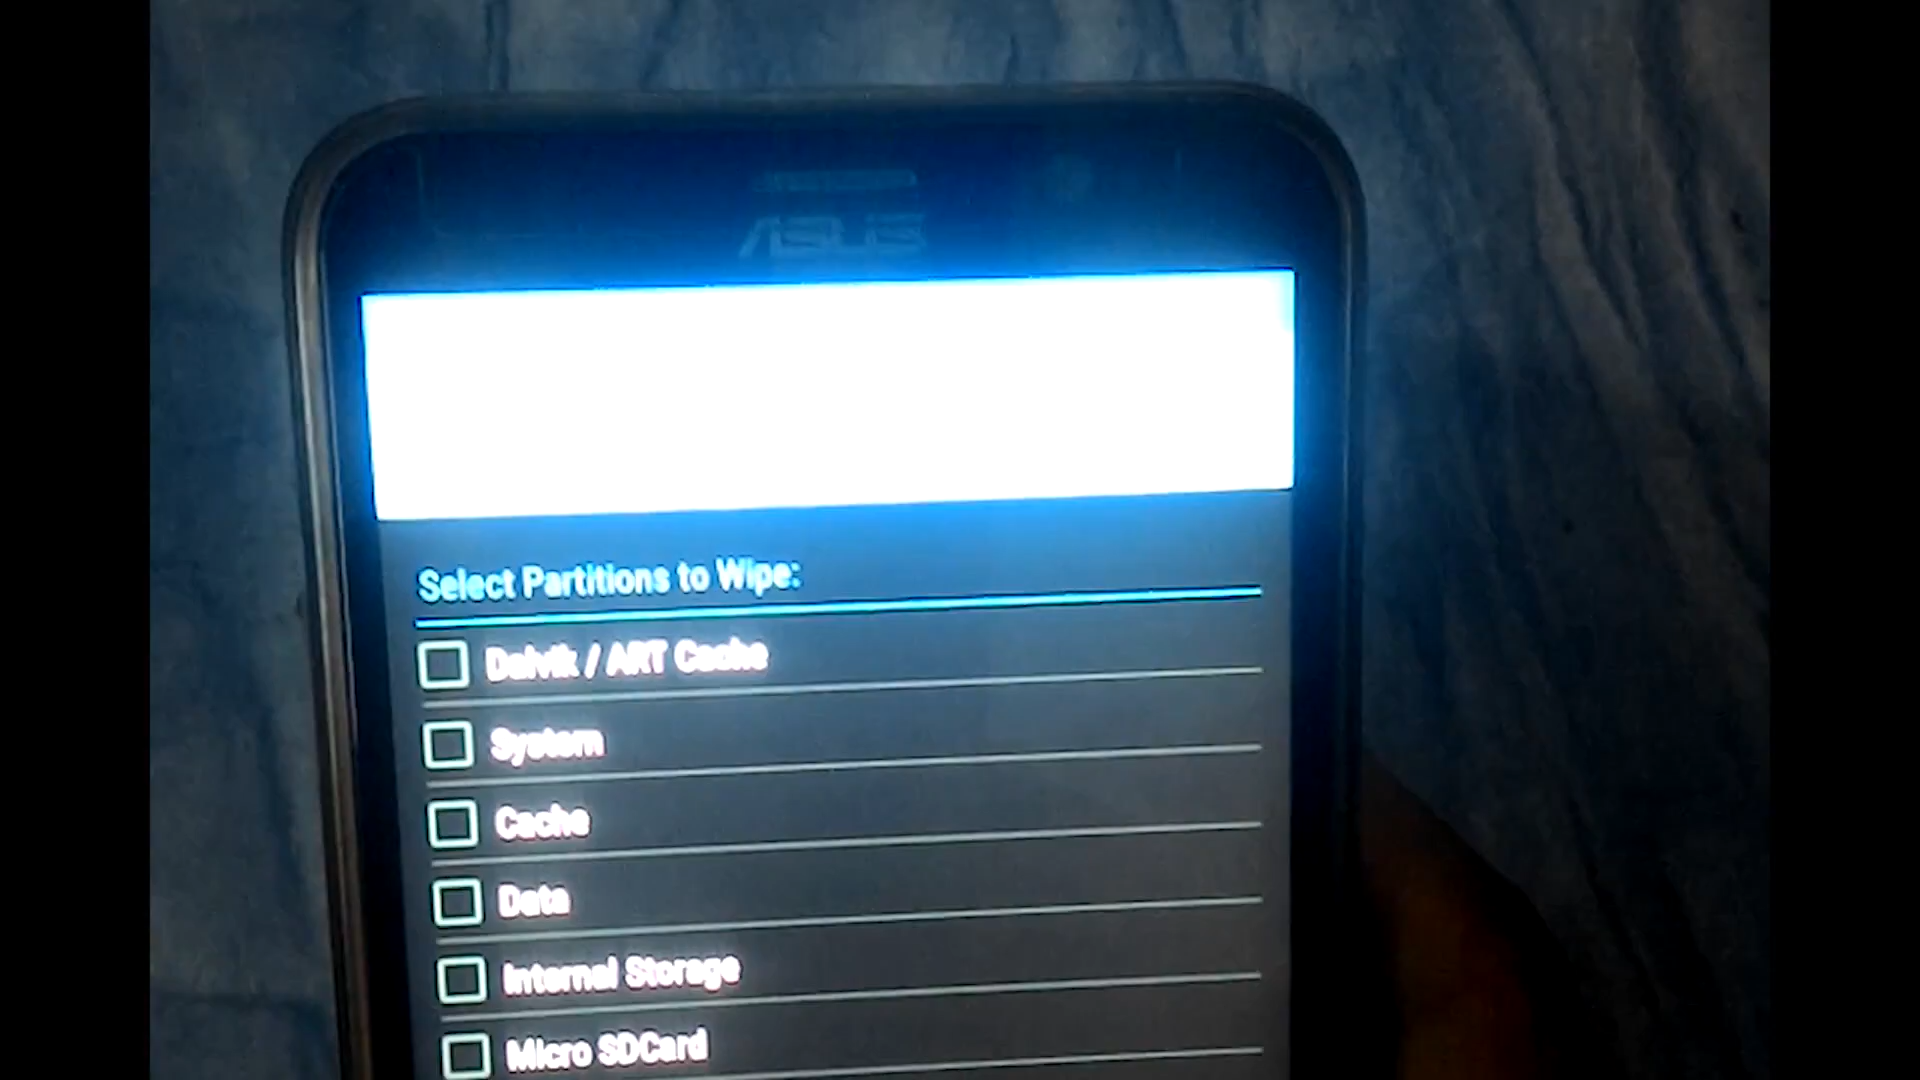 ASUS
Select Partitions to Wipe:
Dalvik / ART Cache
System
Cache
Data
Internal Storage
Micro SDCard